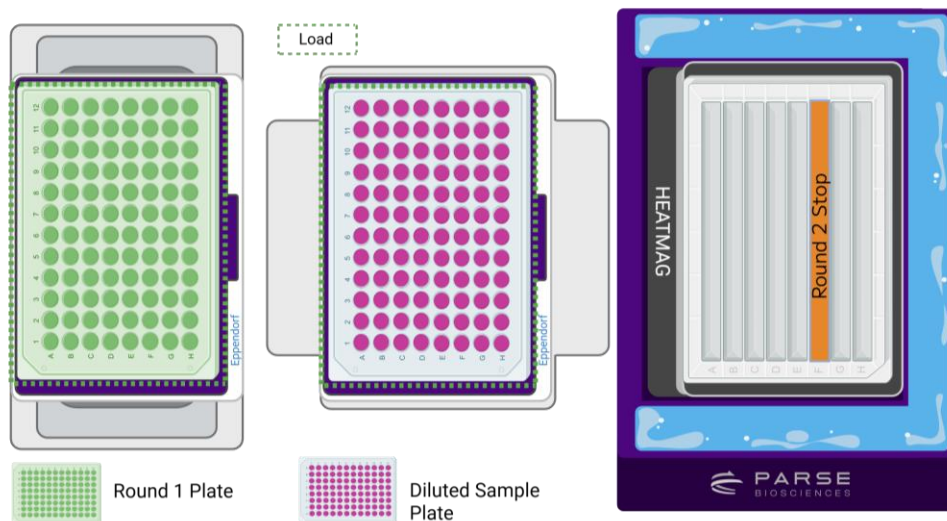 Load
12
11
10
9
8
7
6
5
4
3
2
1
A B C D E F G H
Eppendorf
12
11
10
9
8
7
6
5
4
3
2
1
A B C D E F G H
Eppendorf
HEATMAG
Round 2 Stop
A B C D E F G H
PARSE
BIOSCIENCES
Round 1 Plate
Diluted Sample
Plate